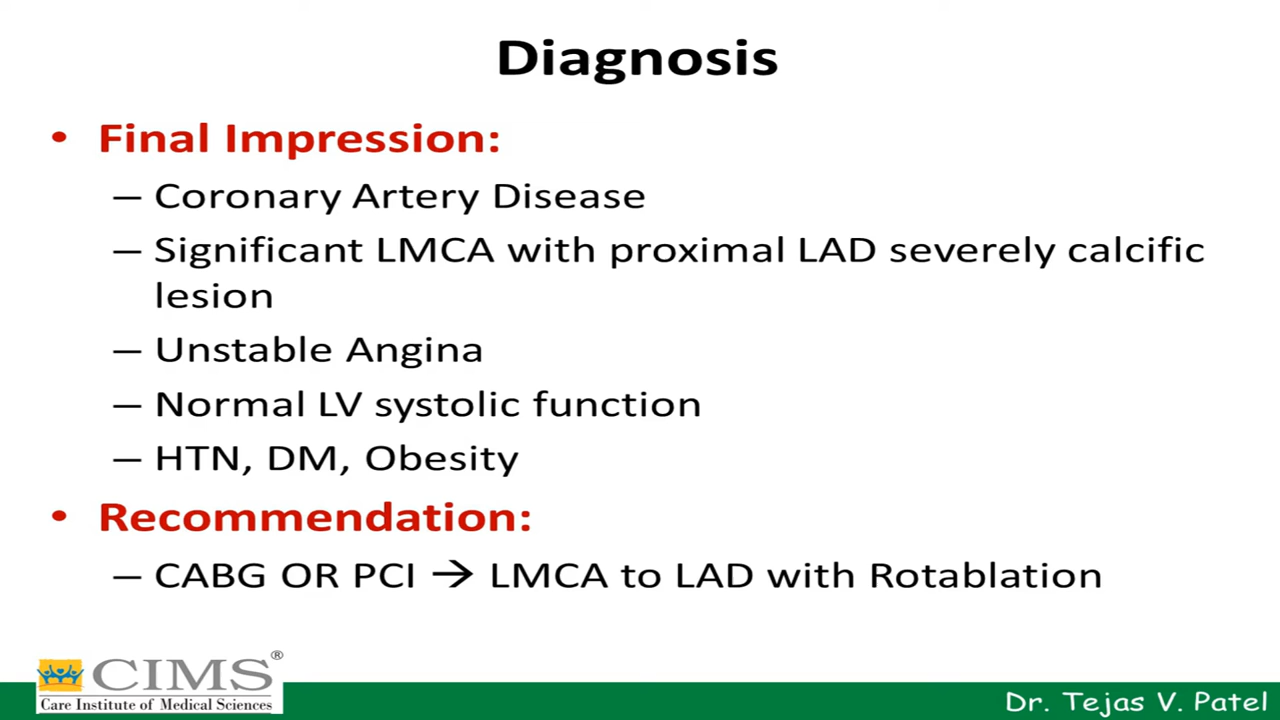 Diagnosis
• Final Impression:
– Coronary Artery Disease
– Significant LMCA with proximal LAD severely calcific
lesion
– Unstable Angina
– Normal LV systolic function
– HTN, DM, Obesity
• Recommendation:
– CABG OR PCI → LMCA to LAD with Rotablation
CIMS®
Care Institute of Medical Sciences
Dr. Tejas V. Patel